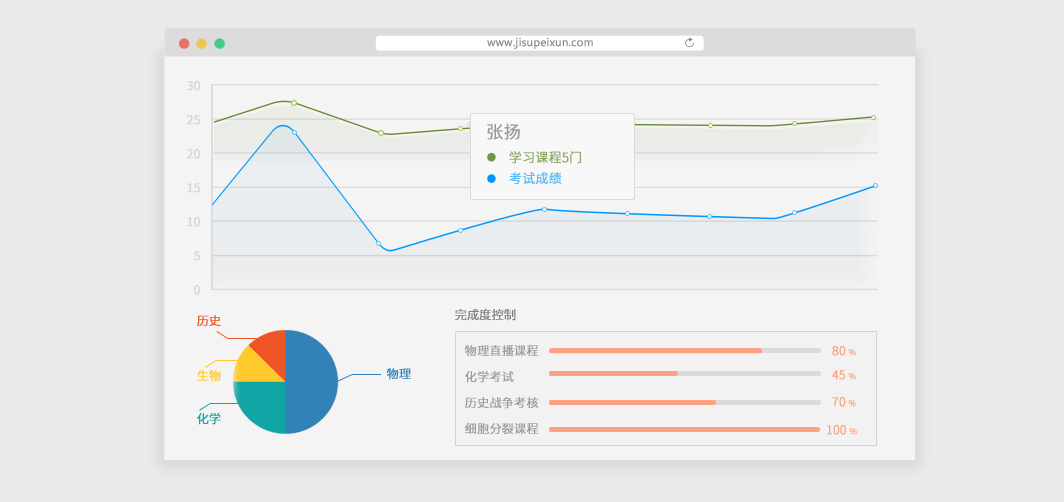 www.jisupeixun.com
30
25
20
15
10
5
0
张扬
学习课程5门
考试成绩
历史
生物
化学
物理
完成度控制
物理直播课程 80 %
化学考试 45 %
历史战争考核 70 %
细胞分裂课程 100 %